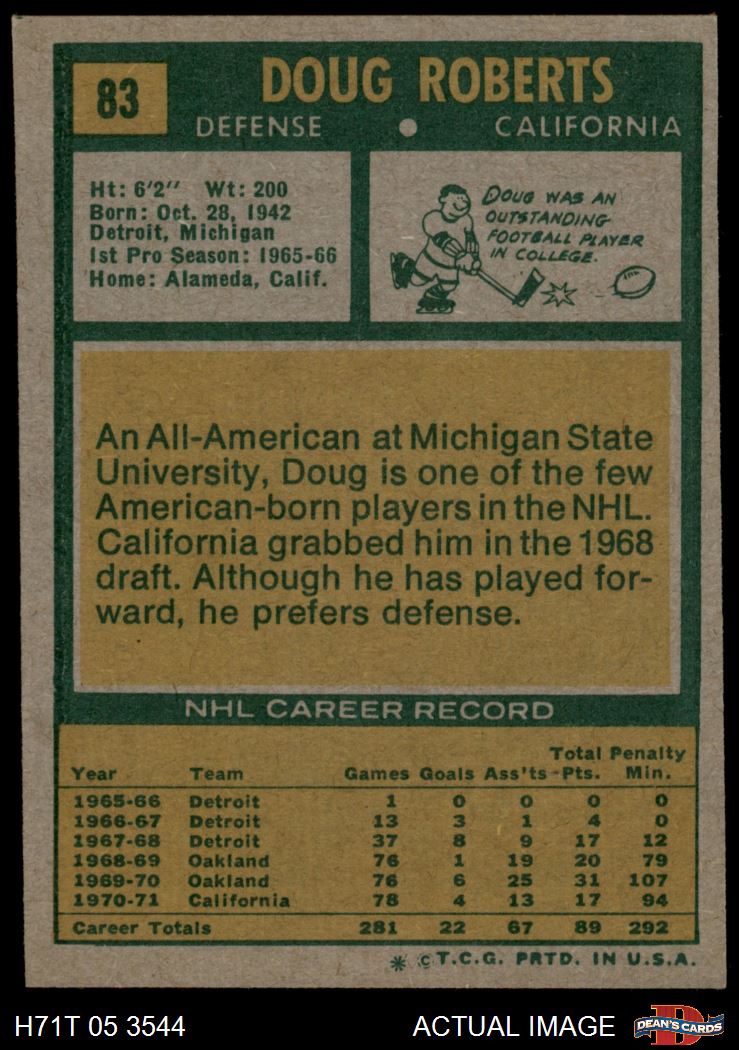 83
DOUG ROBERTS
DEFENSE • CALIFORNIA
Ht: 6'2" Wt: 200
Born: Oct. 28, 1942
Detroit, Michigan
1st Pro Season: 1965-66
Home: Alameda, Calif.
DOUG WAS AN
OUTSTANDING
FOOTBALL PLAYER
IN COLLEGE.
An All-American at Michigan State
University, Doug is one of the few
American-born players in the NHL.
California grabbed him in the 1968
draft. Although he has played for-
ward, he prefers defense.
NHL CAREER RECORD
Total Penalty
Year Team Games Goals Ass'ts Pts. Min.
1965-66 Detroit 1 0 0 0 0
1966-67 Detroit 13 3 1 4 0
1967-68 Detroit 37 8 9 17 12
1968-69 Oakland 76 1 19 20 79
1969-70 Oakland 76 6 25 31 107
1970-71 California 78 4 13 17 94
Career Totals 281 22 67 89 292
* © T.C.G. PRTD. IN U.S.A.
H71T 05 3544 ACTUAL IMAGE DEAN'S CARDS